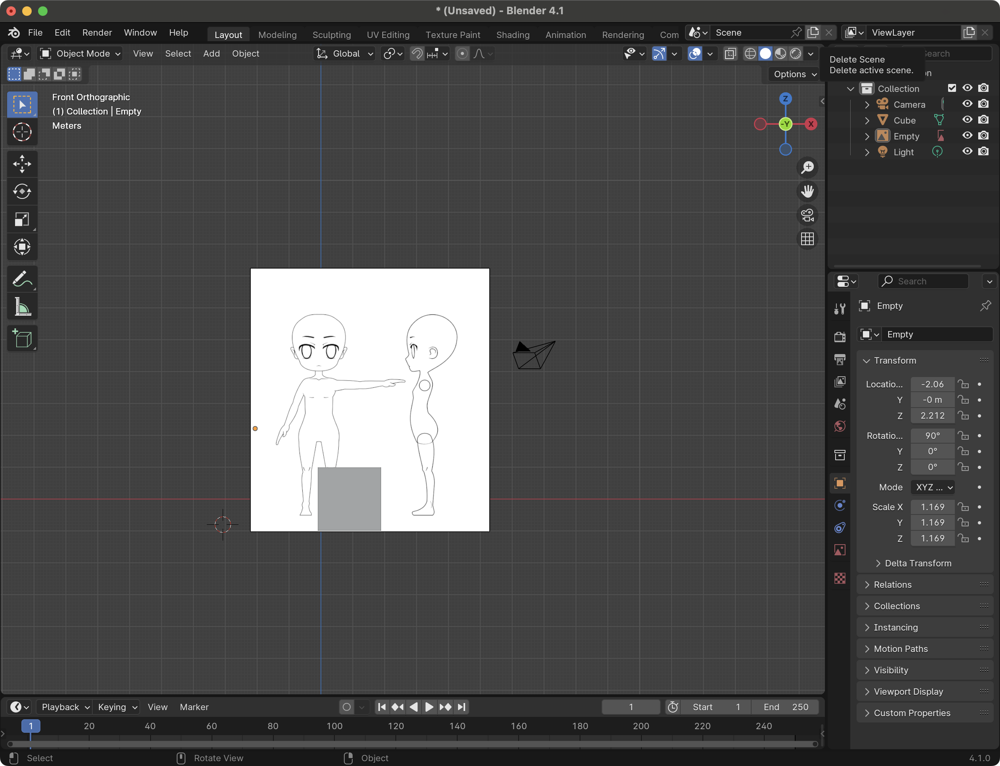 * (Unsaved) - Blender 4.1
File Edit Render Window Help Layout Modeling Sculpting UV Editing Texture Paint Shading Animation Rendering Com Scene ViewLayer
Object Mode View Select Add Object Global Search
Delete Scene
Delete active scene.
Options
Front Orthographic
(1) Collection | Empty
Meters
Z
-Y X
Collection
Camera
Cube
Empty
Light
Search
Empty
Empty
Transform
Locatio... -2.06
Y -0 m
Z 2.212
Rotatio... 90°
Y 0°
Z 0°
Mode XYZ ...
Scale X 1.169
Y 1.169
Z 1.169
Delta Transform
Relations
Collections
Instancing
Motion Paths
Visibility
Viewport Display
Custom Properties
Playback Keying View Marker 1 Start 1 End 250
1 20 40 60 80 100 120 140 160 180 200 220 240
Select Rotate View Object 4.1.0